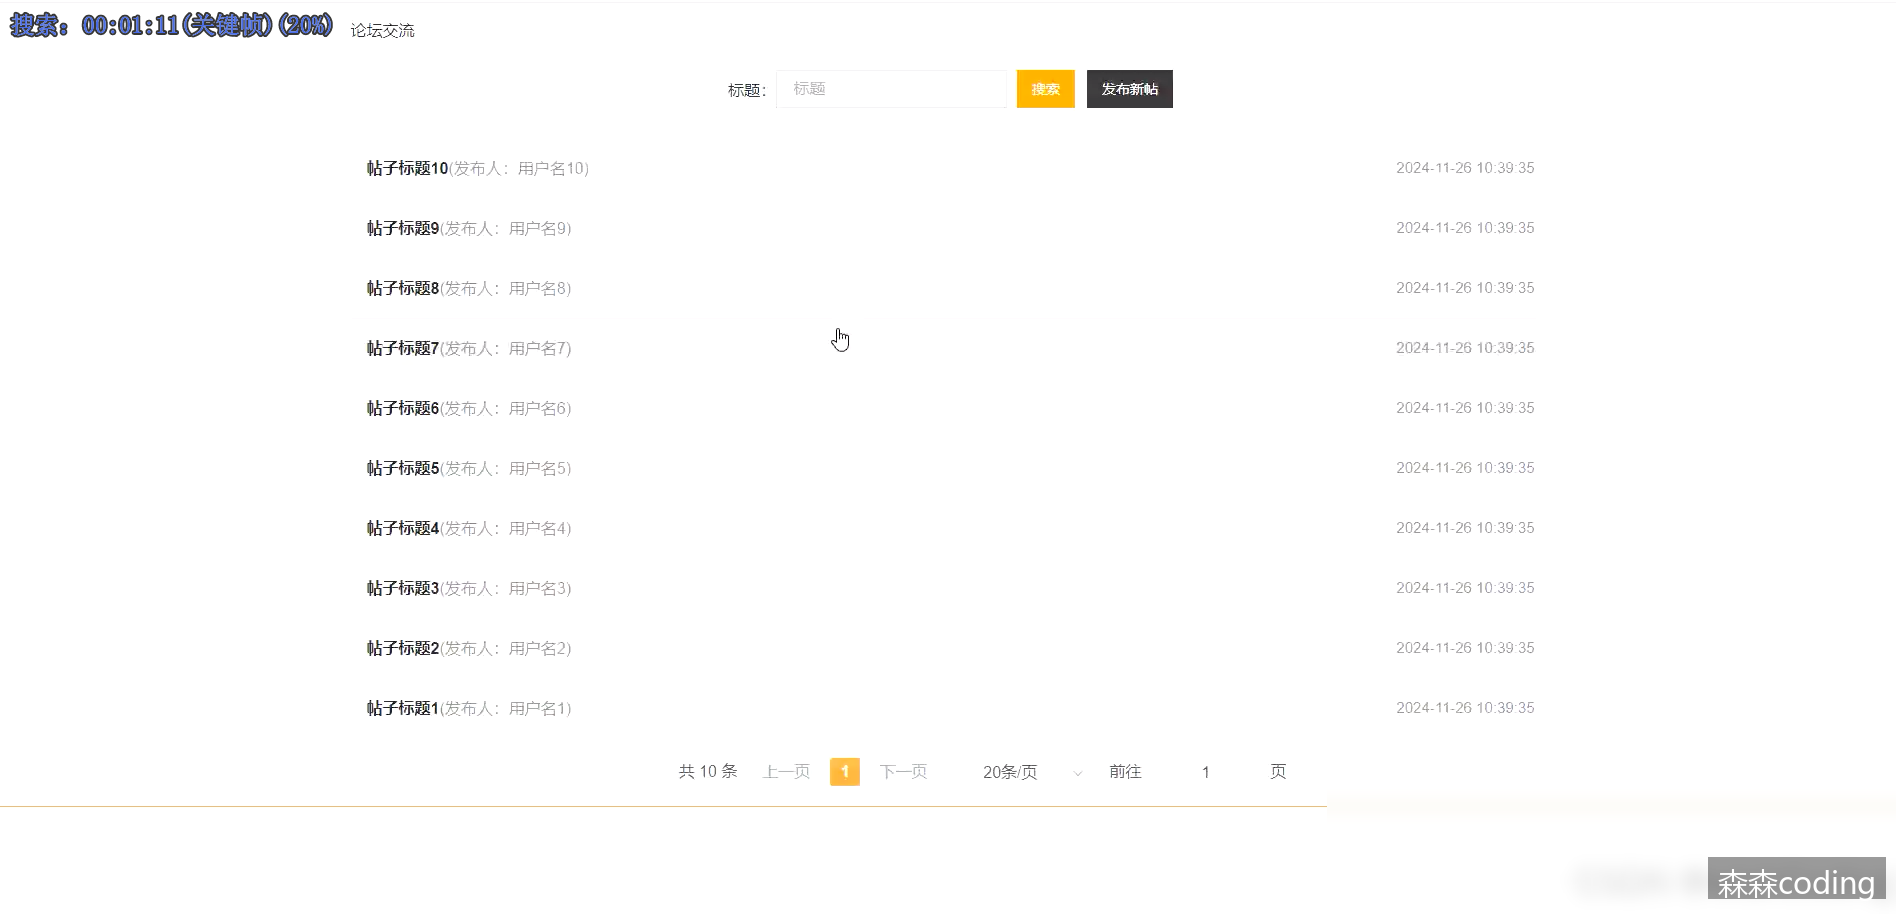 搜索：00:01:11(关键帧)(20%) 论坛交流
标题： 标题 搜索 发布新帖
帖子标题10(发布人：用户名10) 2024-11-26 10:39:35
帖子标题9(发布人：用户名9) 2024-11-26 10:39:35
帖子标题8(发布人：用户名8) 2024-11-26 10:39:35
帖子标题7(发布人：用户名7) 2024-11-26 10:39:35
帖子标题6(发布人：用户名6) 2024-11-26 10:39:35
帖子标题5(发布人：用户名5) 2024-11-26 10:39:35
帖子标题4(发布人：用户名4) 2024-11-26 10:39:35
帖子标题3(发布人：用户名3) 2024-11-26 10:39:35
帖子标题2(发布人：用户名2) 2024-11-26 10:39:35
帖子标题1(发布人：用户名1) 2024-11-26 10:39:35
共 10 条 上一页 1 下一页 20条/页 前往 1 页
森森coding